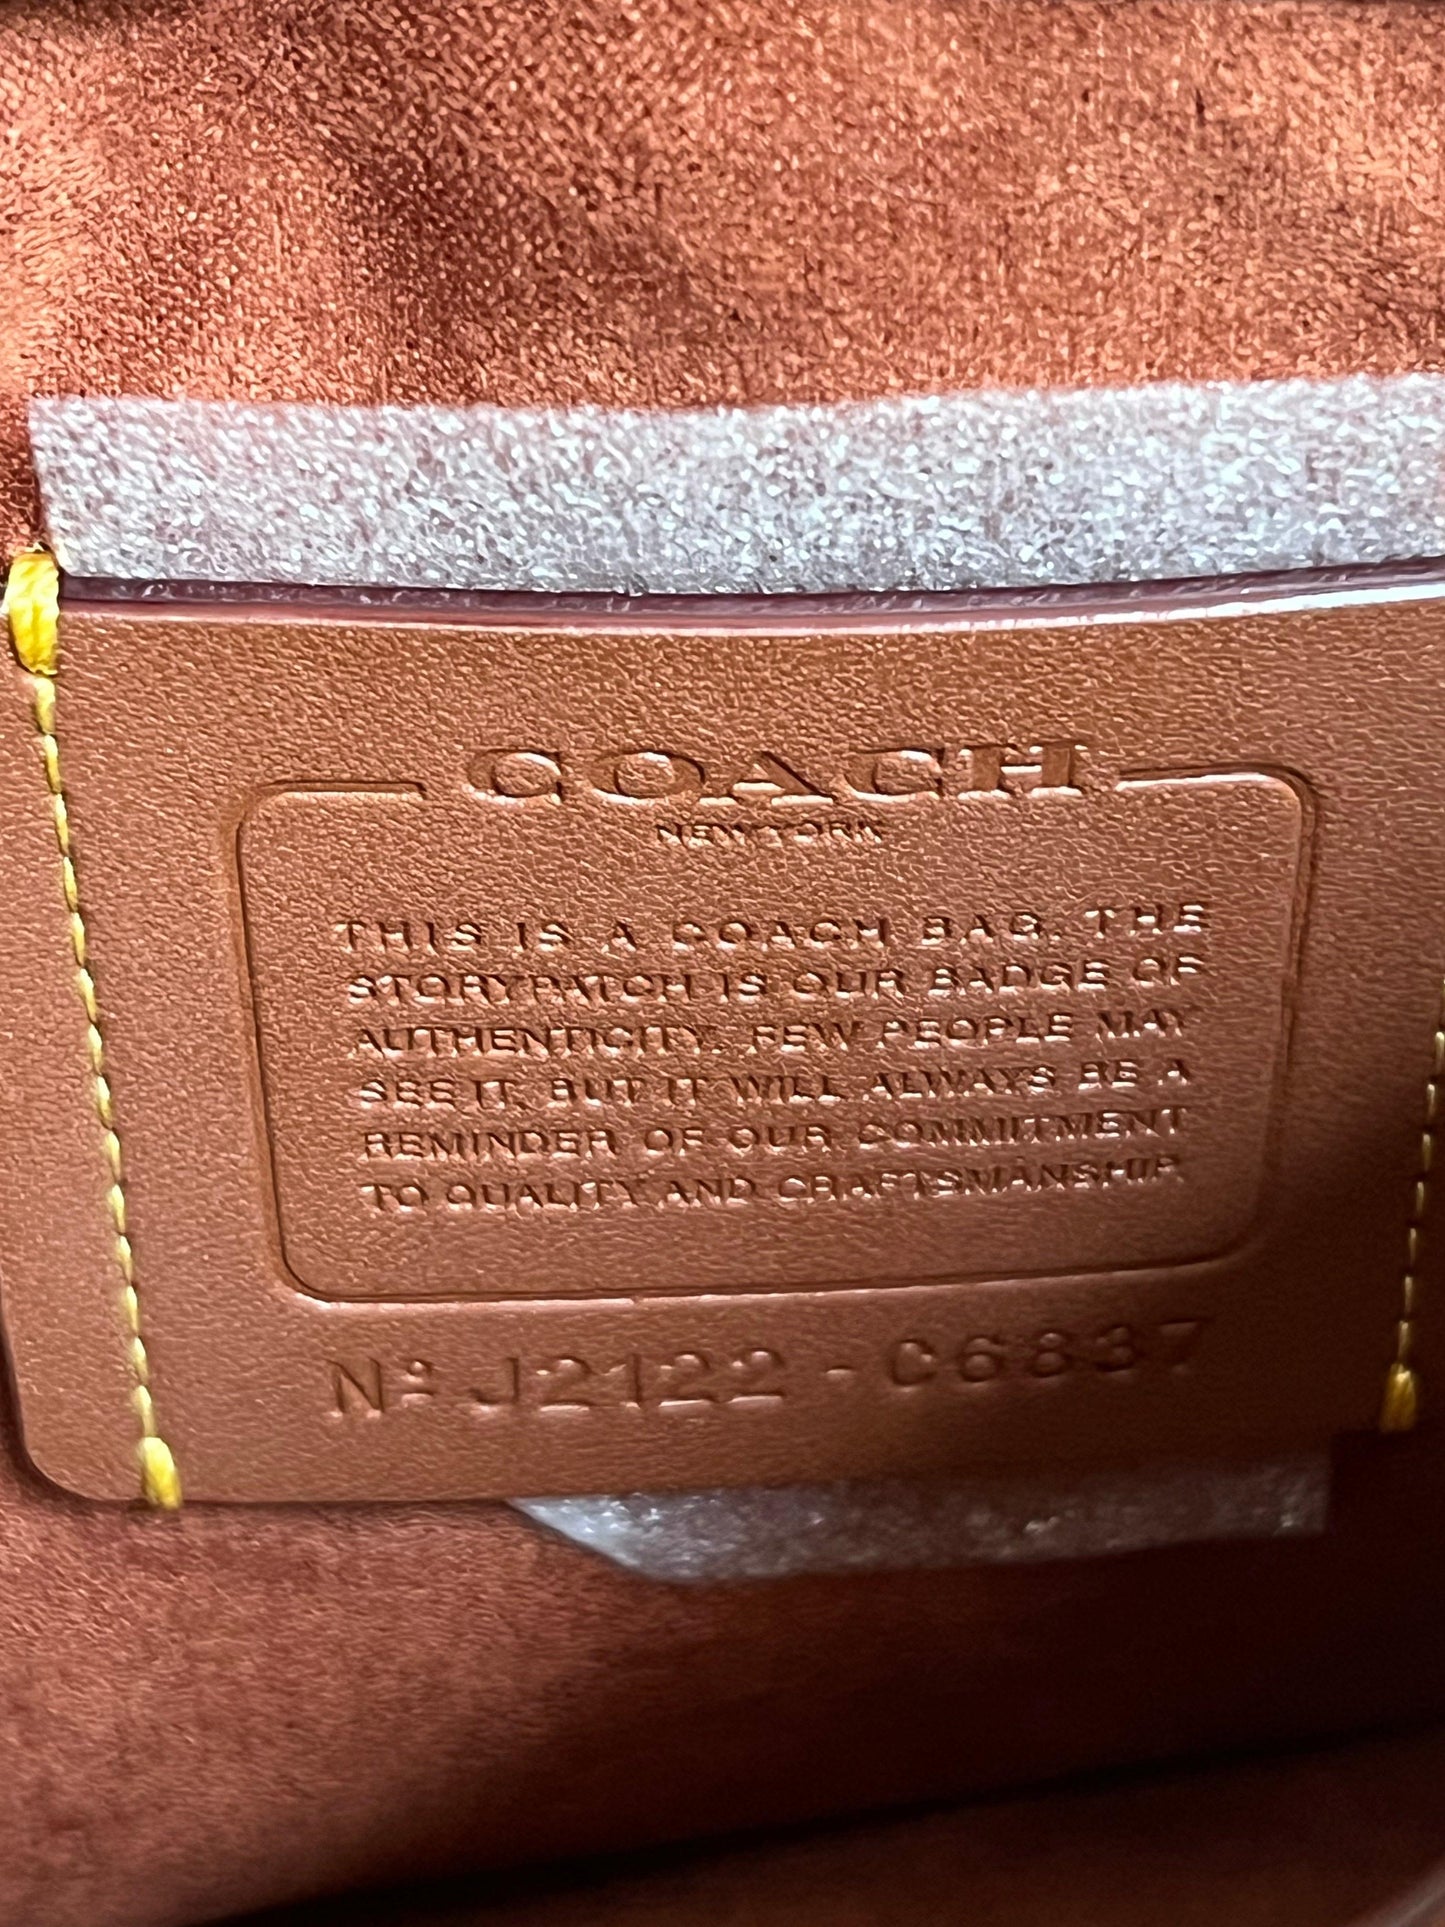 COACH
NEW YORK
THIS IS A COACH BAG. THE
STORYPATCH IS OUR BADGE OF
AUTHENTICITY. FEW PEOPLE MAY
SEE IT, BUT IT WILL ALWAYS BE A
REMINDER OF OUR COMMITMENT
TO QUALITY AND CRAFTSMANSHIP.
Nº J2122 - C6837